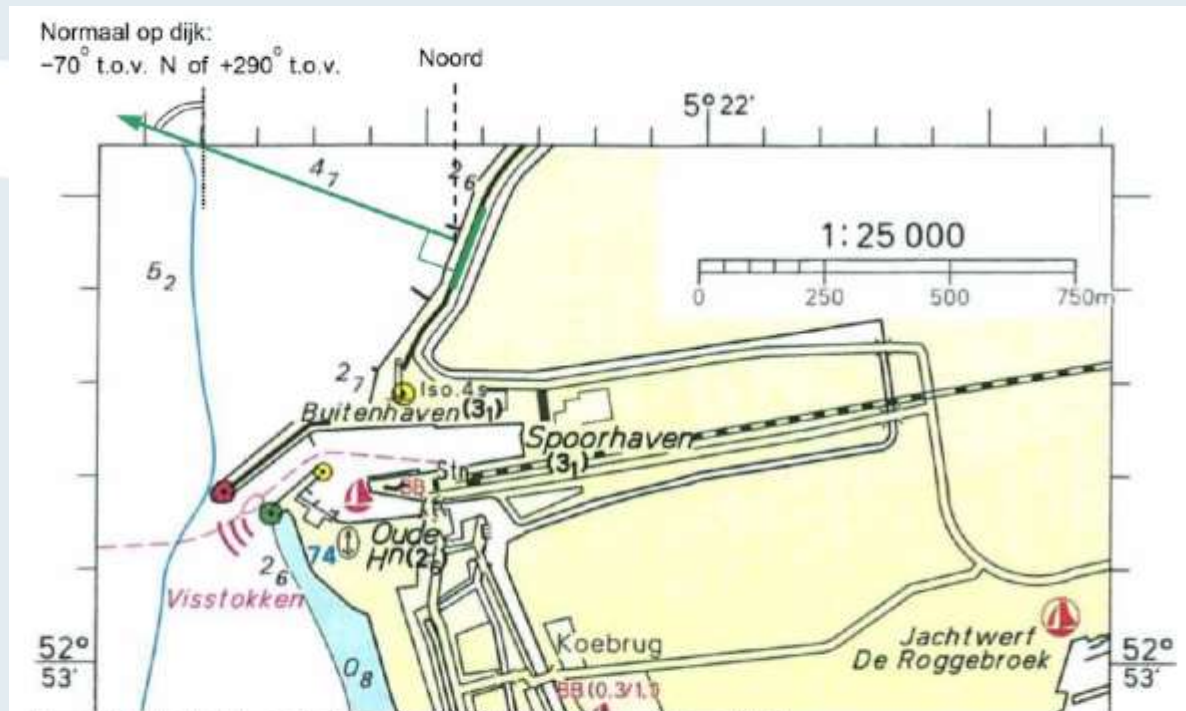 Normaal op dijk:
−70° t.o.v. N of +290° t.o.v.
Noord
5° 22'
4₇
2₆
5₂
1: 25 000
0 250 500 750m
2₇
Iso.4s
Buitenhaven (3₁)
Spoorhaven
(3₁)
Stn
BB
Oude
Hn(2₅
74
2₆
Visstokken
Koebrug
Jachtwerf
De Roggebroek
52°
53'
52°
53'
0₈
BB(0.3/1.1)